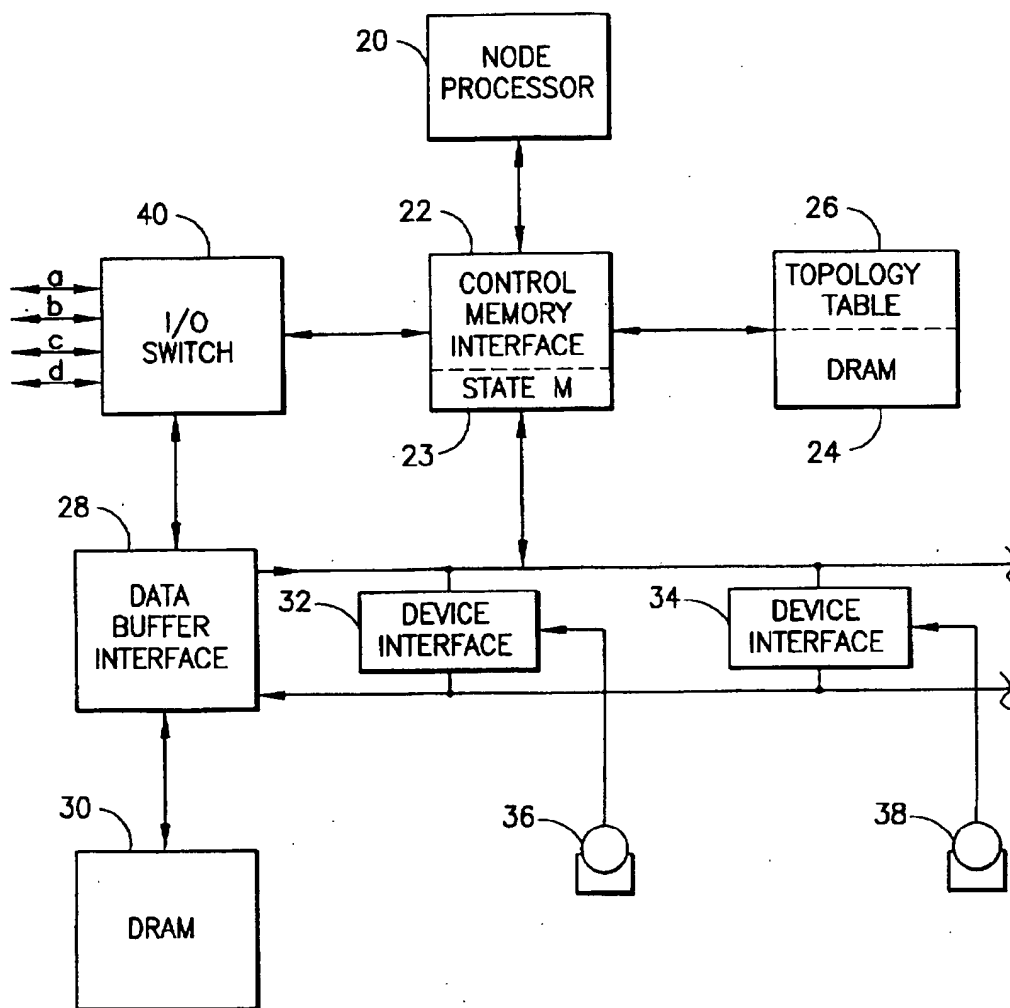 20
NODE
PROCESSOR
40
22
26
a
b
c
d
I/O
SWITCH
CONTROL
MEMORY
INTERFACE
STATE M
TOPOLOGY
TABLE
DRAM
23
24
28
DATA
BUFFER
INTERFACE
32
DEVICE
INTERFACE
34
DEVICE
INTERFACE
30
DRAM
36
38